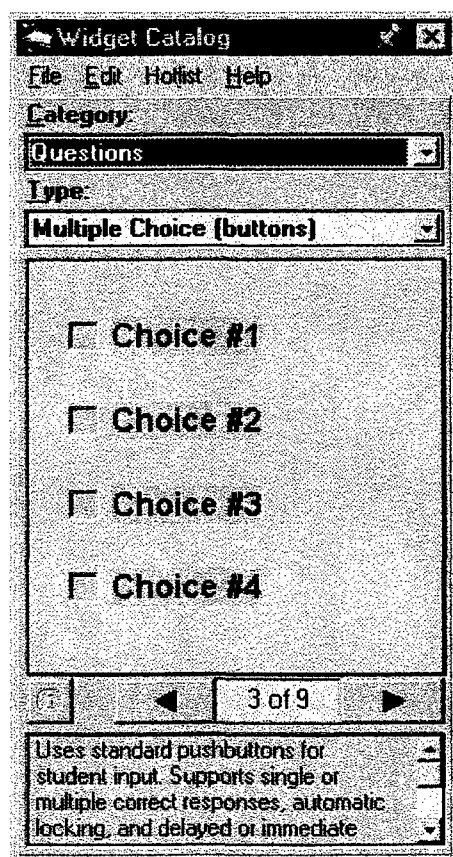 Widget Catalog
File Edit Hotlist Help
Category:
Questions
Type:
Multiple Choice (buttons)
Choice #1
Choice #2
Choice #3
Choice #4
3 of 9
Uses standard pushbuttons for
student input. Supports single or
multiple correct responses, automatic
locking, and delayed or immediate